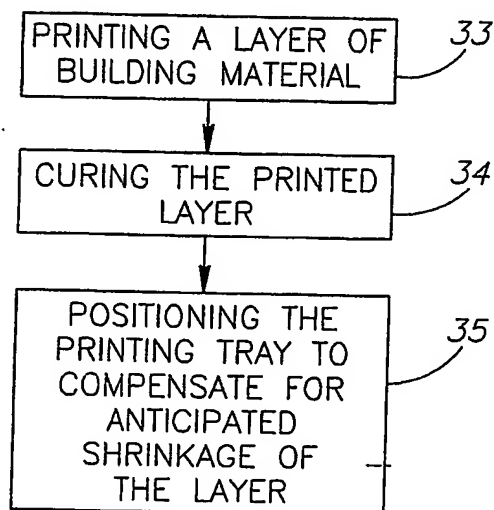 PRINTING A LAYER OF
BUILDING MATERIAL
33
CURING THE PRINTED
LAYER
34
POSITIONING THE
PRINTING TRAY TO
COMPENSATE FOR
ANTICIPATED
SHRINKAGE OF
THE LAYER
35